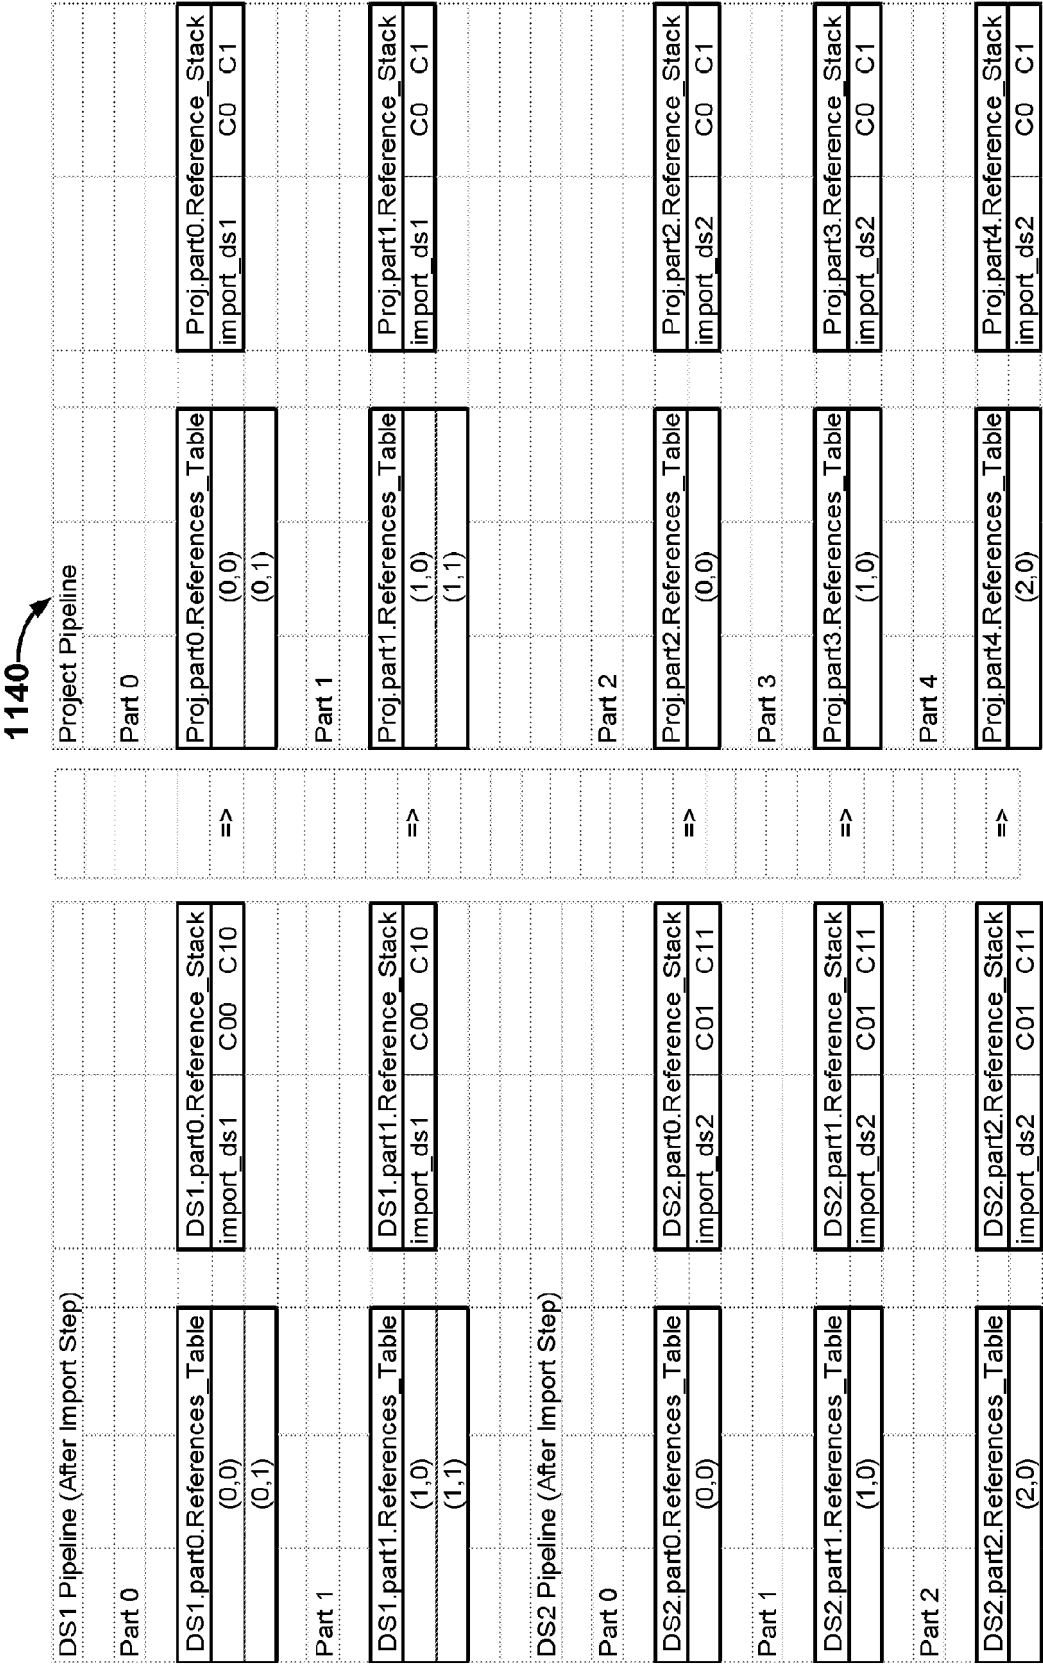 1140
DS1 Pipeline (After Import Step)
Project Pipeline
Part 0
Part 0
DS1.part0.References_Table
DS1.part0.Reference_Stack
Proj.part0.References_Table
Proj.part0.Reference_Stack
(0,0)
import_ds1 C00 C10
=>
(0,0)
import_ds1 C0 C1
(0,1)
(0,1)
Part 1
Part 1
DS1.part1.References_Table
DS1.part1.Reference_Stack
Proj.part1.References_Table
Proj.part1.Reference_Stack
(1,0)
import_ds1 C00 C10
=>
(1,0)
import_ds1 C0 C1
(1,1)
(1,1)
DS2 Pipeline (After Import Step)
Part 0
Part 2
DS2.part0.References_Table
DS2.part0.Reference_Stack
Proj.part2.References_Table
Proj.part2.Reference_Stack
(0,0)
import_ds2 C01 C11
=>
(0,0)
import_ds2 C0 C1
Part 1
Part 3
DS2.part1.References_Table
DS2.part1.Reference_Stack
Proj.part3.References_Table
Proj.part3.Reference_Stack
(1,0)
import_ds2 C01 C11
=>
(1,0)
import_ds2 C0 C1
Part 2
Part 4
DS2.part2.References_Table
DS2.part2.Reference_Stack
Proj.part4.References_Table
Proj.part4.Reference_Stack
(2,0)
import_ds2 C01 C11
=>
(2,0)
import_ds2 C0 C1